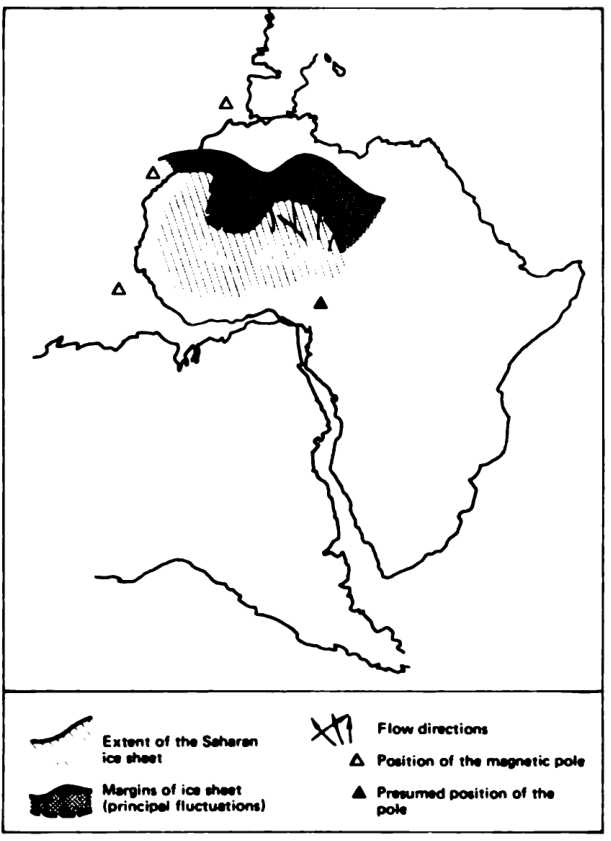 Extent of the Saharan
ice sheet
Margins of ice sheet
(principal fluctuations)
Flow directions
Position of the magnetic pole
Presumed position of the
pole